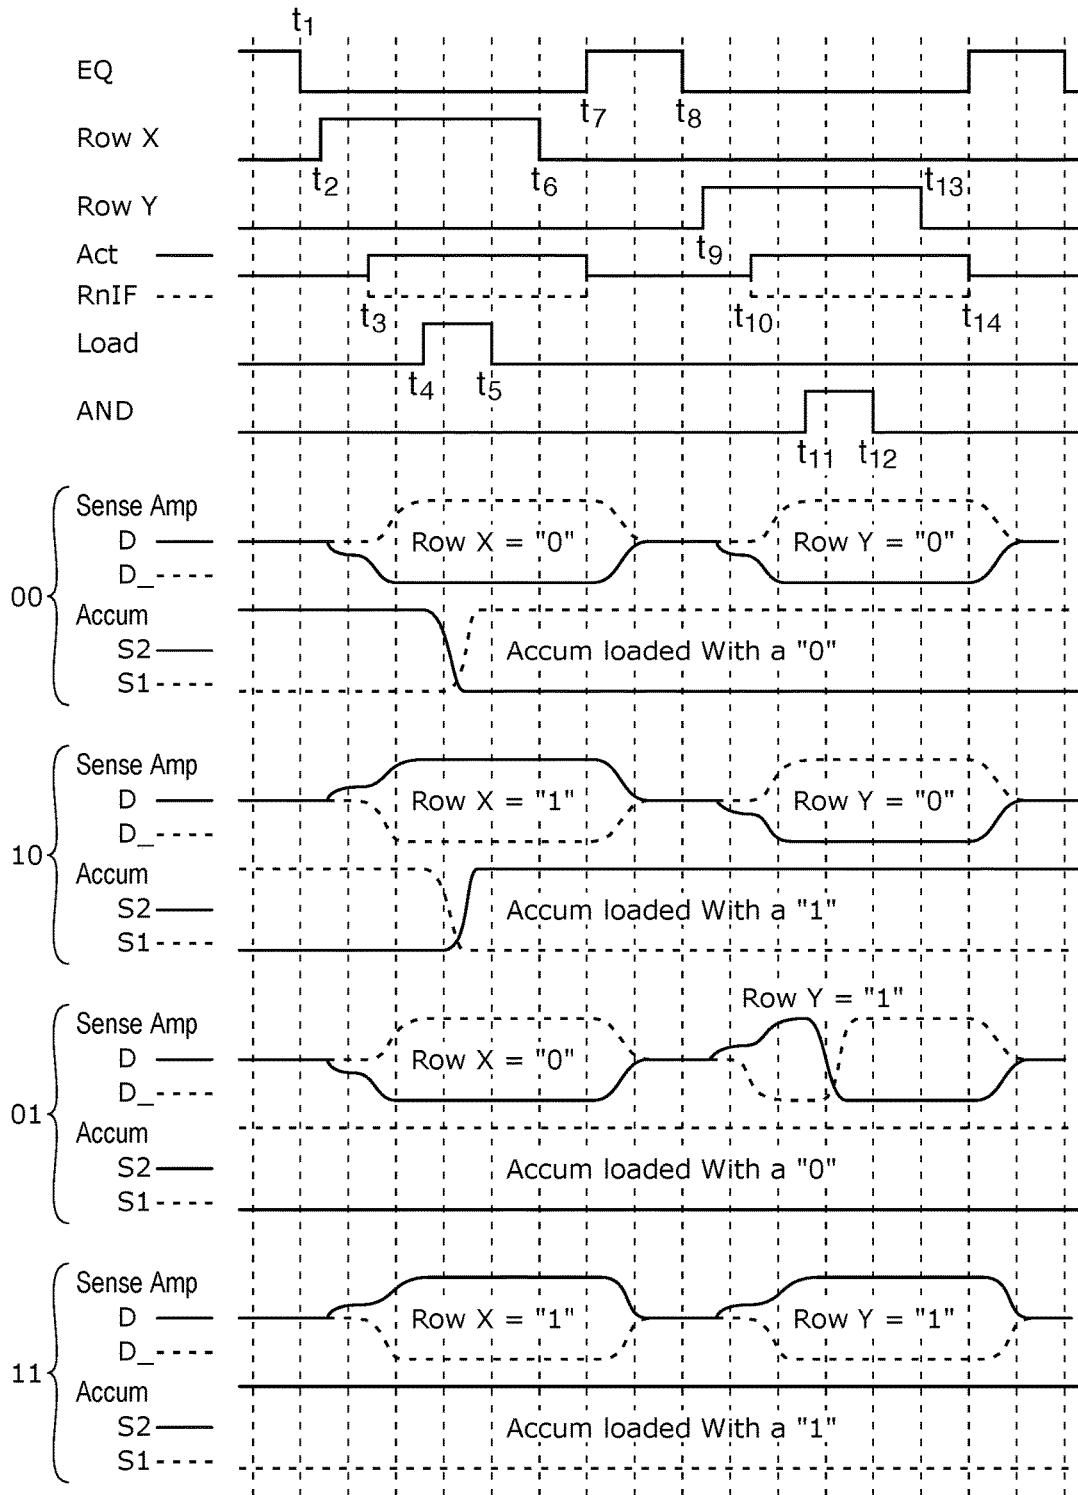 t1
EQ
t7 t8
Row X
t2 t6 t13
Row Y
t9
Act
RnIF
t3 t10 t14
Load
t4 t5
AND
t11 t12
Sense Amp
D Row X = "0" Row Y = "0"
D_
00
Accum
S2 Accum loaded With a "0"
S1
Sense Amp
D Row X = "1" Row Y = "0"
D_
10
Accum
S2 Accum loaded With a "1"
S1
Row Y = "1"
Sense Amp
D Row X = "0"
D_
01
Accum
S2 Accum loaded With a "0"
S1
Sense Amp
D Row X = "1" Row Y = "1"
D_
11
Accum
S2 Accum loaded With a "1"
S1